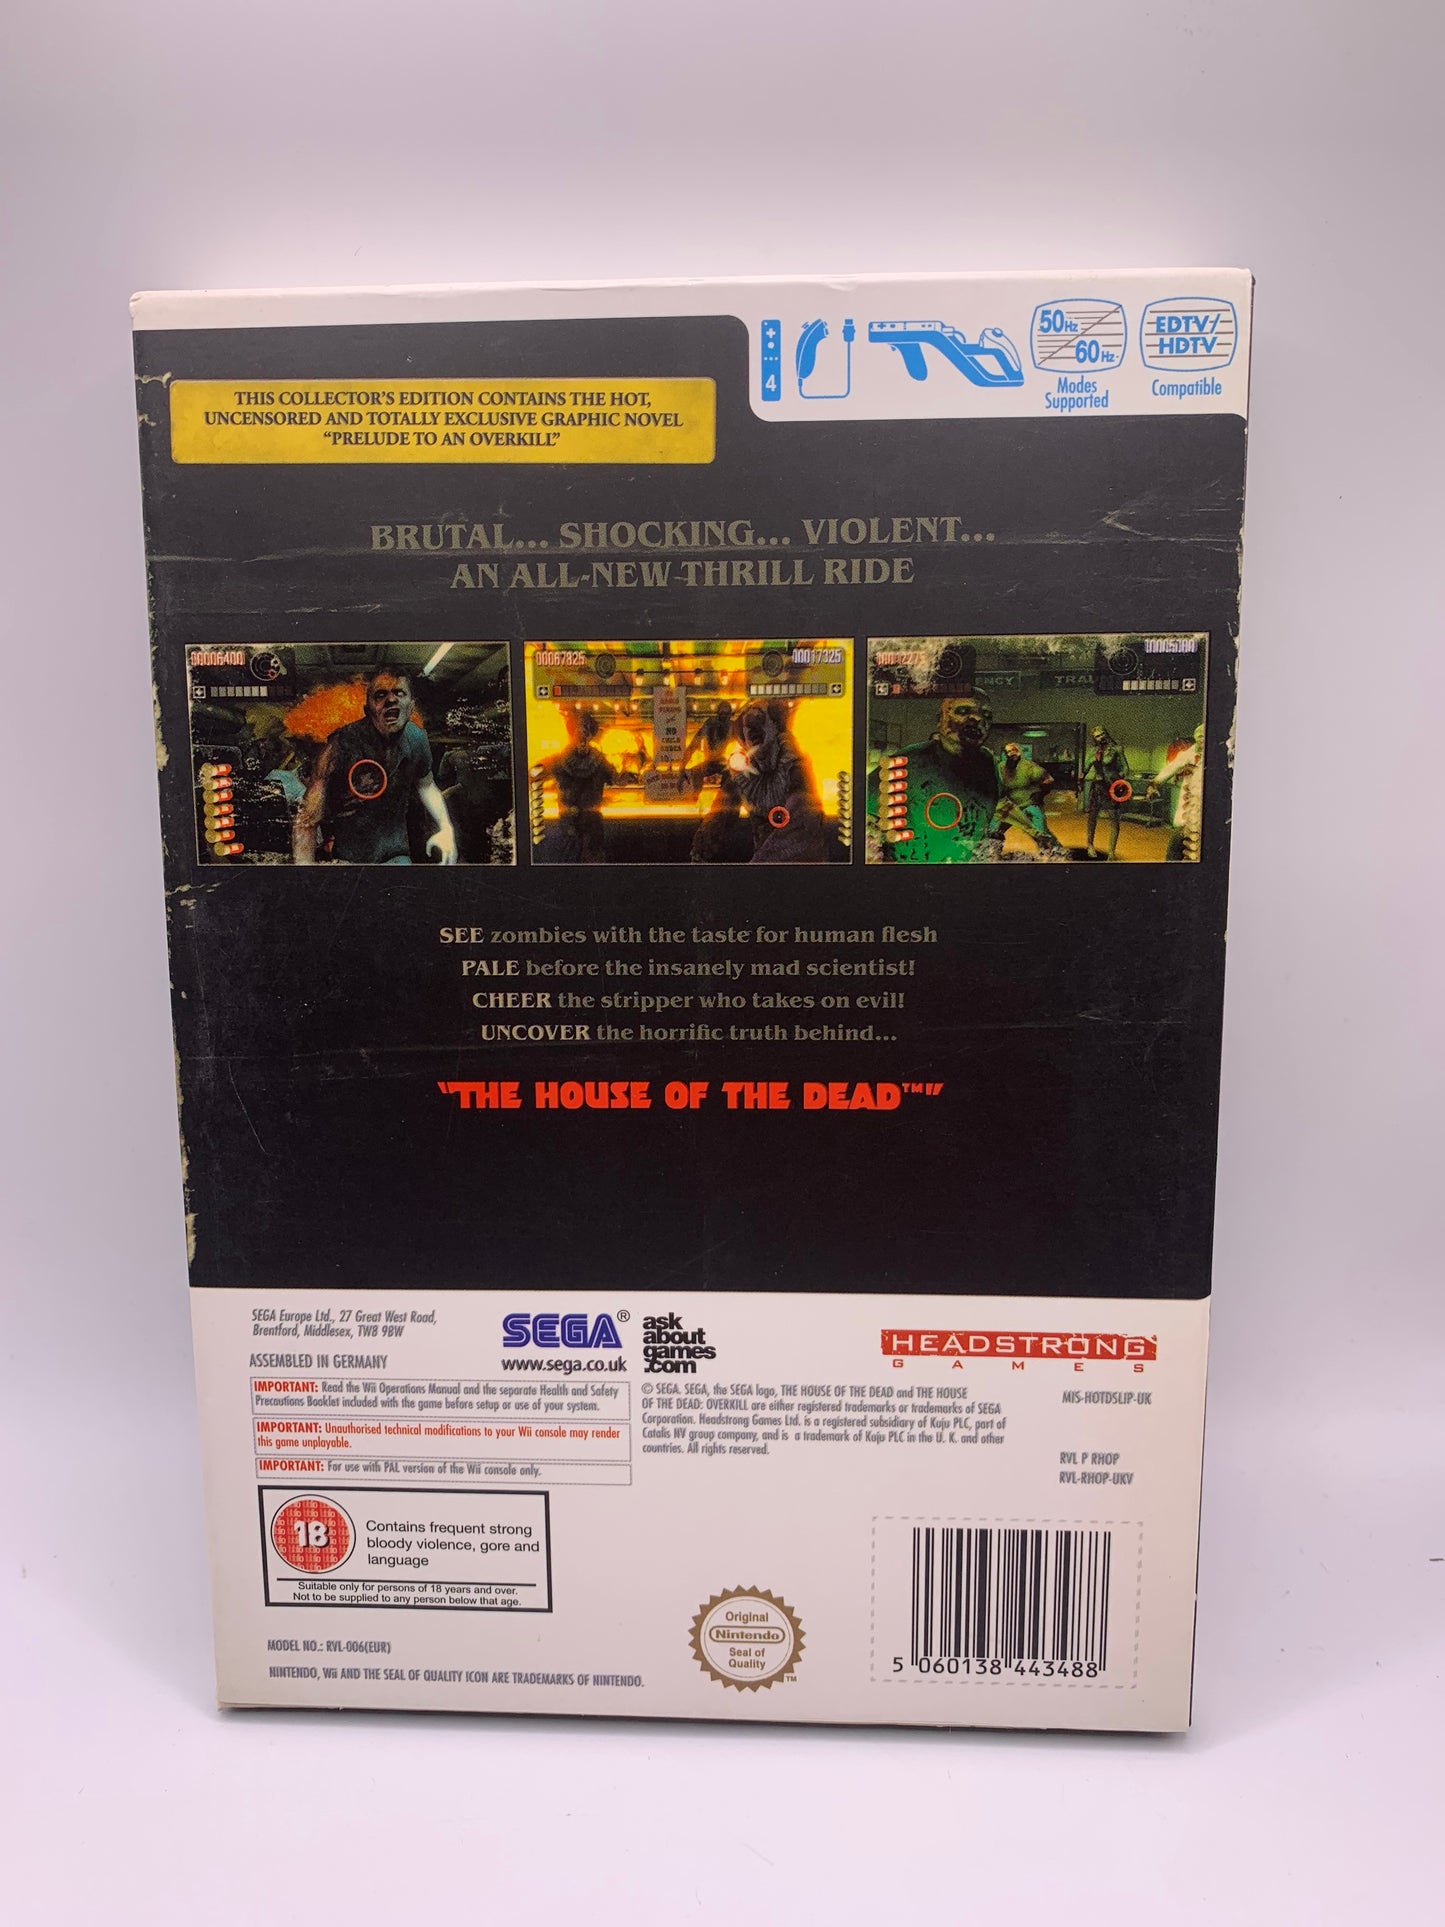 THIS COLLECTOR'S EDITION CONTAINS THE HOT,
UNCENSORED AND TOTALLY EXCLUSIVE GRAPHIC NOVEL
"PRELUDE TO AN OVERKILL"
4
50Hz
60Hz
Modes
Supported
EDTV/
HDTV
Compatible
BRUTAL... SHOCKING... VIOLENT...
AN ALL-NEW THRILL RIDE
00006400
00067825
00017325
SEE zombies with the taste for human flesh
PALE before the insanely mad scientist!
CHEER the stripper who takes on evil!
UNCOVER the horrific truth behind...
"THE HOUSE OF THE DEAD™"
SEGA Europe Ltd., 27 Great West Road,
Brentford, Middlesex, TW8 9BW
ASSEMBLED IN GERMANY
SEGA®
www.sega.co.uk
ask
about
games
.com
HEADSTRONG
GAMES
IMPORTANT: Read the Wii Operations Manual and the separate Health and Safety
Precautions Booklet included with the game before setup or use of your system.
IMPORTANT: Unauthorised technical modifications to your Wii console may render
this game unplayable.
IMPORTANT: For use with PAL version of the Wii console only.
© SEGA. SEGA, the SEGA logo, THE HOUSE OF THE DEAD and THE HOUSE
OF THE DEAD: OVERKILL are either registered trademarks or trademarks of SEGA
Corporation. Headstrong Games Ltd. is a registered subsidiary of Kuju PLC, part of
Catalis NV group company, and is a trademark of Kuju PLC in the U. K. and other
countries. All rights reserved.
MIS-HOTDSLIP-UK
RVL P RHOP
RVL-RHOP-UKV
18
Contains frequent strong
bloody violence, gore and
language
Suitable only for persons of 18 years and over.
Not to be supplied to any person below that age.
MODEL NO.: RVL-006(EUR)
NINTENDO, Wii AND THE SEAL OF QUALITY ICON ARE TRADEMARKS OF NINTENDO.
Original
Nintendo
Seal of
Quality
TM
5 060138 443488